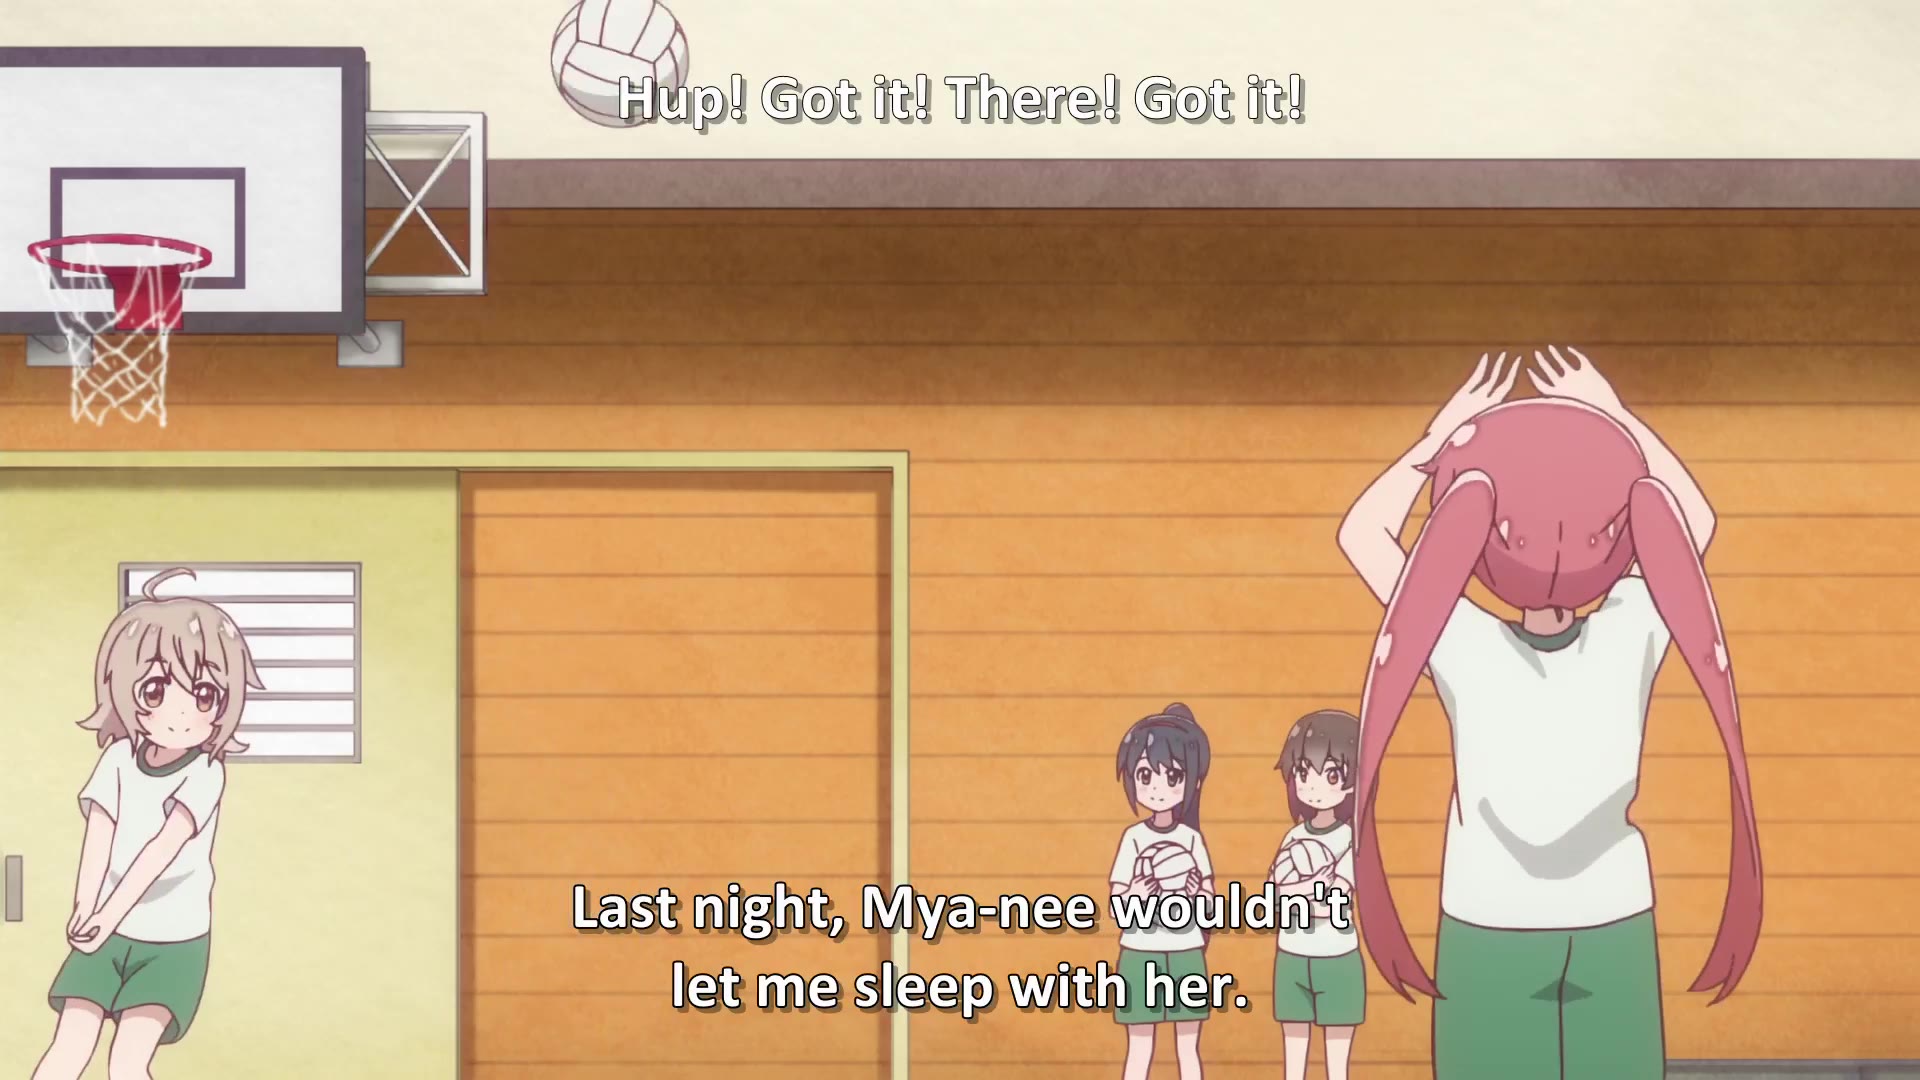 Hup! Got it! There! Got it!
Last night, Mya-nee wouldn't
let me sleep with her.